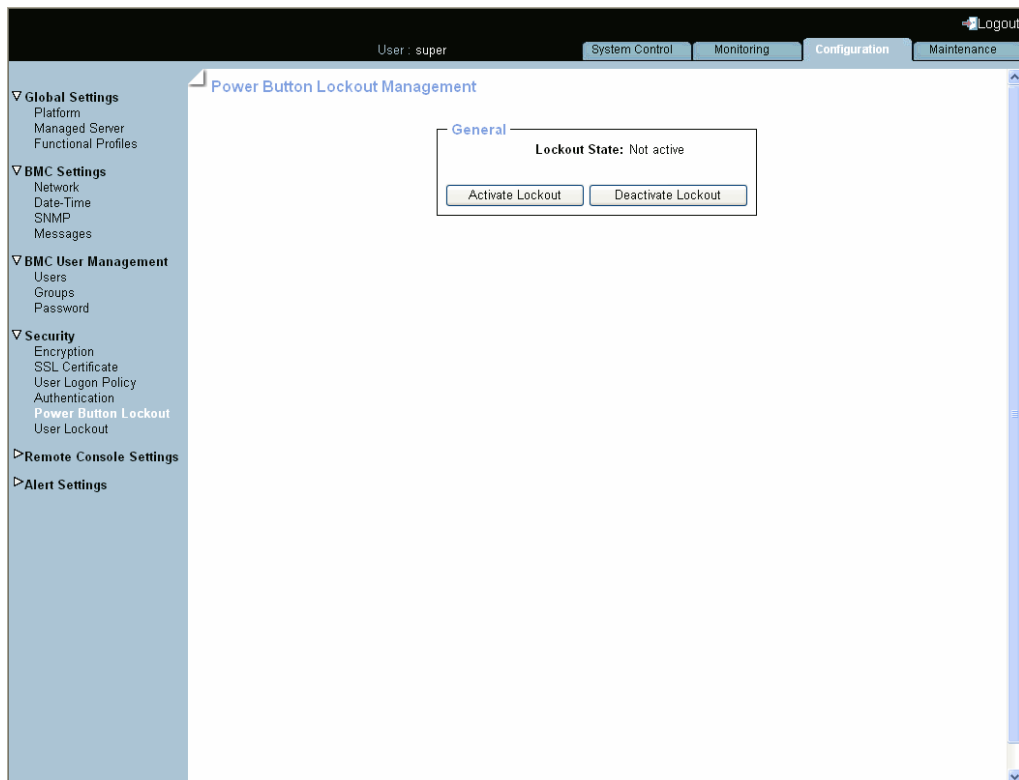 Logout
User : super
System Control
Monitoring
Configuration
Maintenance
Global Settings
Platform
Managed Server
Functional Profiles
BMC Settings
Network
Date-Time
SNMP
Messages
BMC User Management
Users
Groups
Password
Security
Encryption
SSL Certificate
User Logon Policy
Authentication
Power Button Lockout
User Lockout
Remote Console Settings
Alert Settings
Power Button Lockout Management
General
Lockout State: Not active
Activate Lockout
Deactivate Lockout